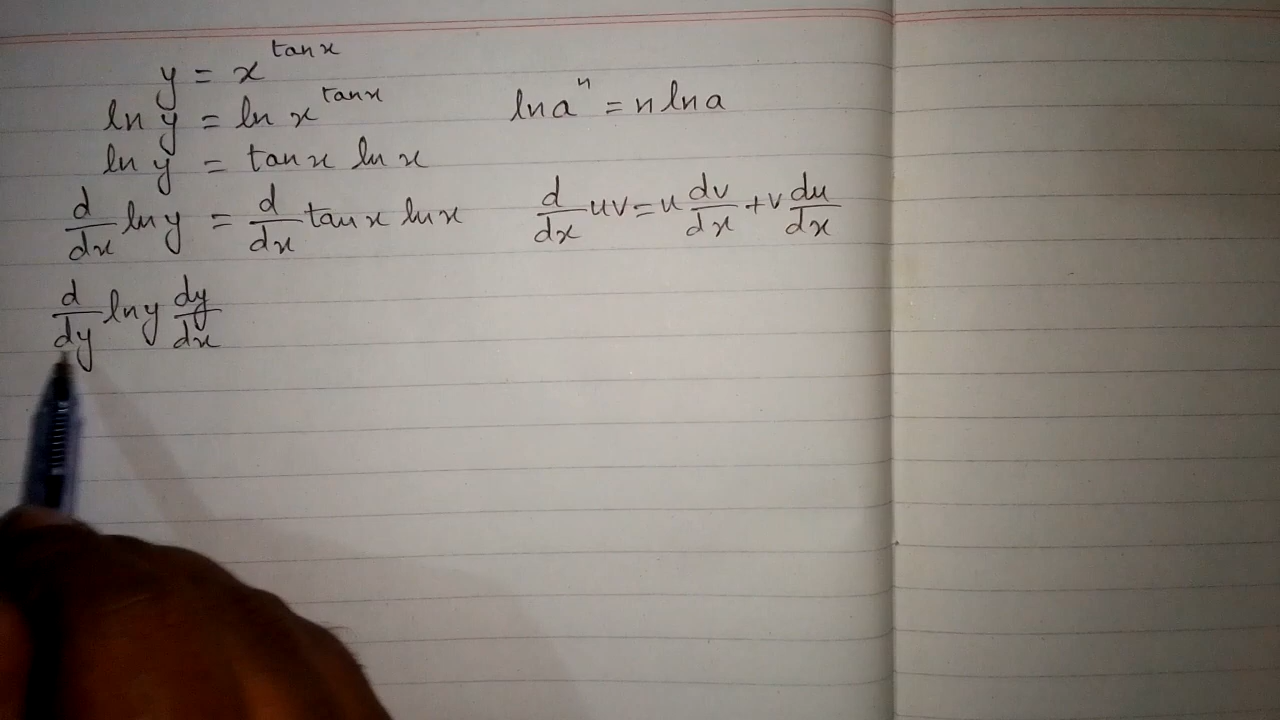 y = x^{tan x}
ln y = ln x^{tan x} ln a^n = n ln a
ln y = tan x ln x
d/dx ln y = d/dx tan x ln x d/dx uv = u dv/dx + v du/dx
d/dy ln y dy/dx